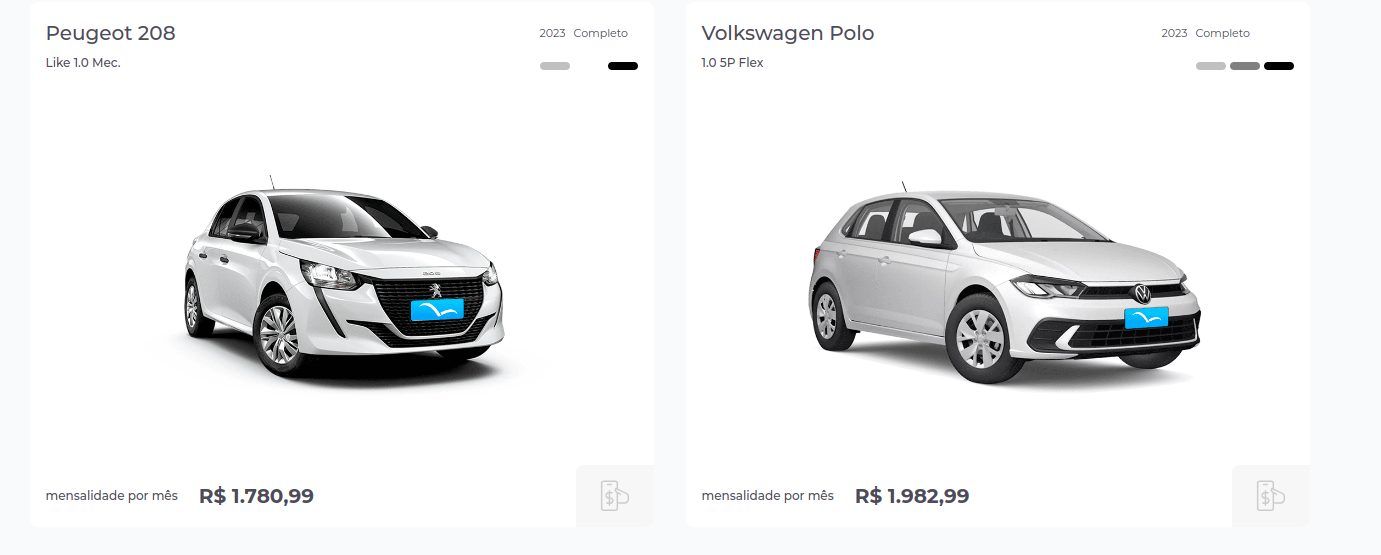 Peugeot 208
2023 Completo
Like 1.0 Mec.
mensalidade por mês R$ 1.780,99
Volkswagen Polo
2023 Completo
1.0 5P Flex
mensalidade por mês R$ 1.982,99